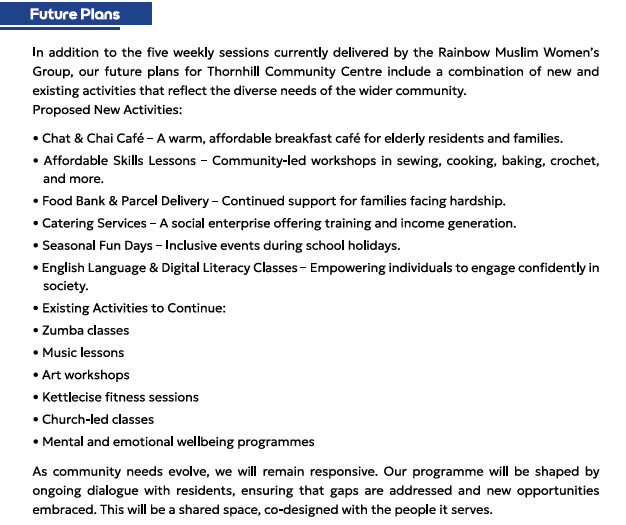 Future Plans
In addition to the five weekly sessions currently delivered by the Rainbow Muslim Women's
Group, our future plans for Thornhill Community Centre include a combination of new and
existing activities that reflect the diverse needs of the wider community.
Proposed New Activities:
• Chat & Chai Café – A warm, affordable breakfast café for elderly residents and families.
• Affordable Skills Lessons – Community-led workshops in sewing, cooking, baking, crochet,
and more.
• Food Bank & Parcel Delivery – Continued support for families facing hardship.
• Catering Services – A social enterprise offering training and income generation.
• Seasonal Fun Days – Inclusive events during school holidays.
• English Language & Digital Literacy Classes – Empowering individuals to engage confidently in
society.
• Existing Activities to Continue:
• Zumba classes
• Music lessons
• Art workshops
• Kettlecise fitness sessions
• Church-led classes
• Mental and emotional wellbeing programmes
As community needs evolve, we will remain responsive. Our programme will be shaped by
ongoing dialogue with residents, ensuring that gaps are addressed and new opportunities
embraced. This will be a shared space, co-designed with the people it serves.